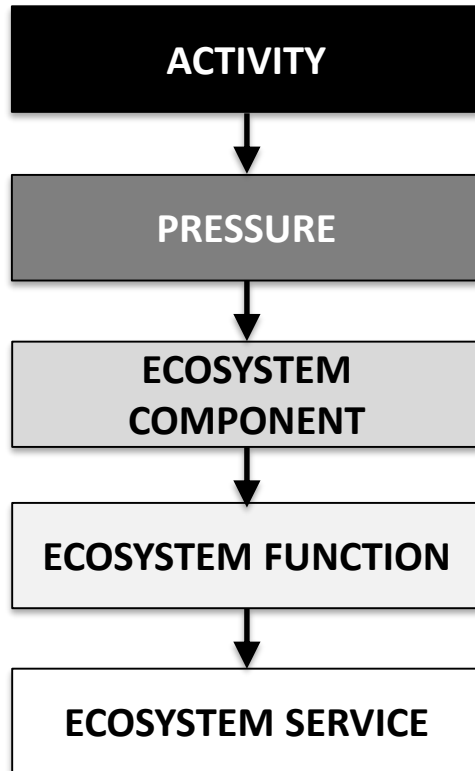 ACTIVITY
PRESSURE
ECOSYSTEM
COMPONENT
ECOSYSTEM FUNCTION
ECOSYSTEM SERVICE